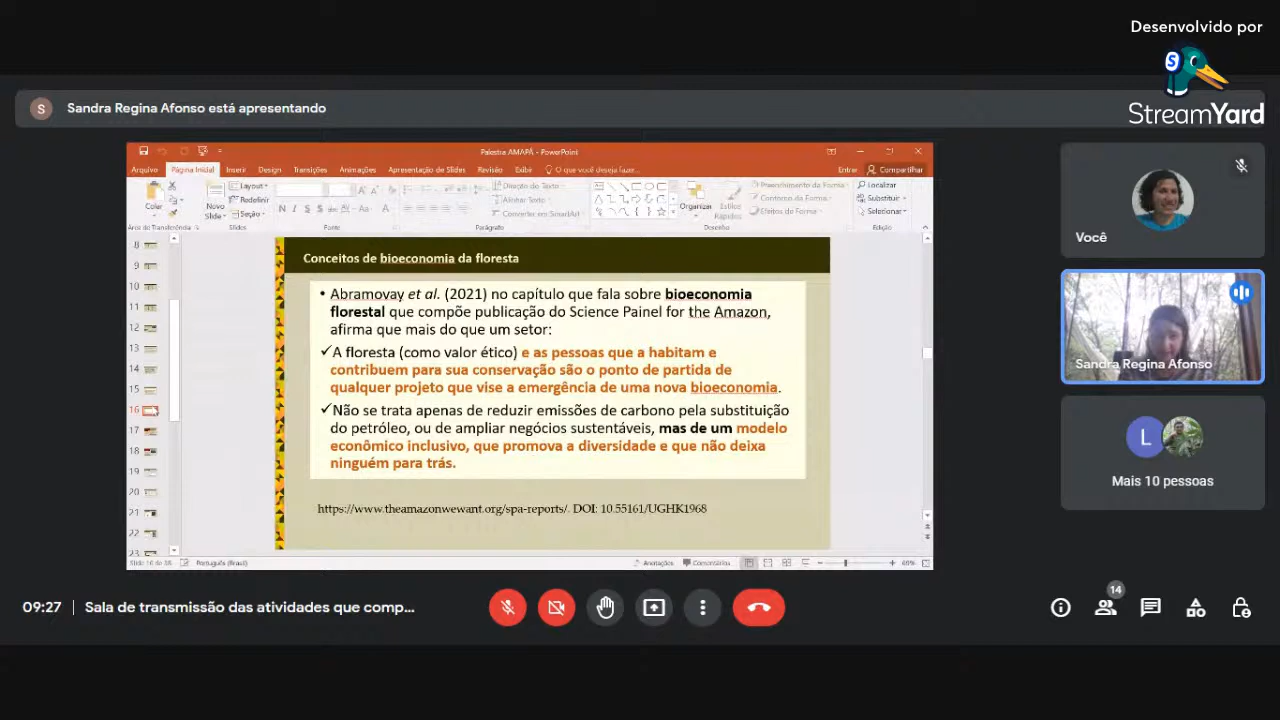 Desenvolvido por
StreamYard
S
Sandra Regina Afonso está apresentando
Palestra AMAPÁ - PowerPoint
Arquivo
Página Inicial
Inserir
Design
Transições
Animações
Apresentação de Slides
Revisão
Exibir
O que você deseja fazer...
Entrar
Compartilhar
Colar
Novo
Slide
Layout
Redefinir
Seção
Direção do Texto
Alinhar Texto
Converter em SmartArt
Organizar
Estilos
Rápidos
Preenchimento da Forma
Contorno da Forma
Efeitos de Forma
Localizar
Substituir
Selecionar
Área de Transferência
Slides
Fonte
Parágrafo
Desenho
Edição
8
9
10
11
12
13
14
15
16
17
18
19
20
21
22
23
Conceitos de bioeconomia da floresta
• Abramovay et al. (2021) no capítulo que fala sobre bioeconomia
florestal que compõe publicação do Science Painel for the Amazon,
afirma que mais do que um setor:
✓A floresta (como valor ético) e as pessoas que a habitam e
contribuem para sua conservação são o ponto de partida de
qualquer projeto que vise a emergência de uma nova bioeconomia.
✓Não se trata apenas de reduzir emissões de carbono pela substituição
do petróleo, ou de ampliar negócios sustentáveis, mas de um modelo
econômico inclusivo, que promova a diversidade e que não deixa
ninguém para trás.
https://www.theamazonwewant.org/spa-reports/. DOI: 10.55161/UGHK1968
Slide 16 de 38
Português (Brasil)
Anotações
Comentários
60%
Você
Sandra Regina Afonso
L
Mais 10 pessoas
09:27 | Sala de transmissão das atividades que comp...
14